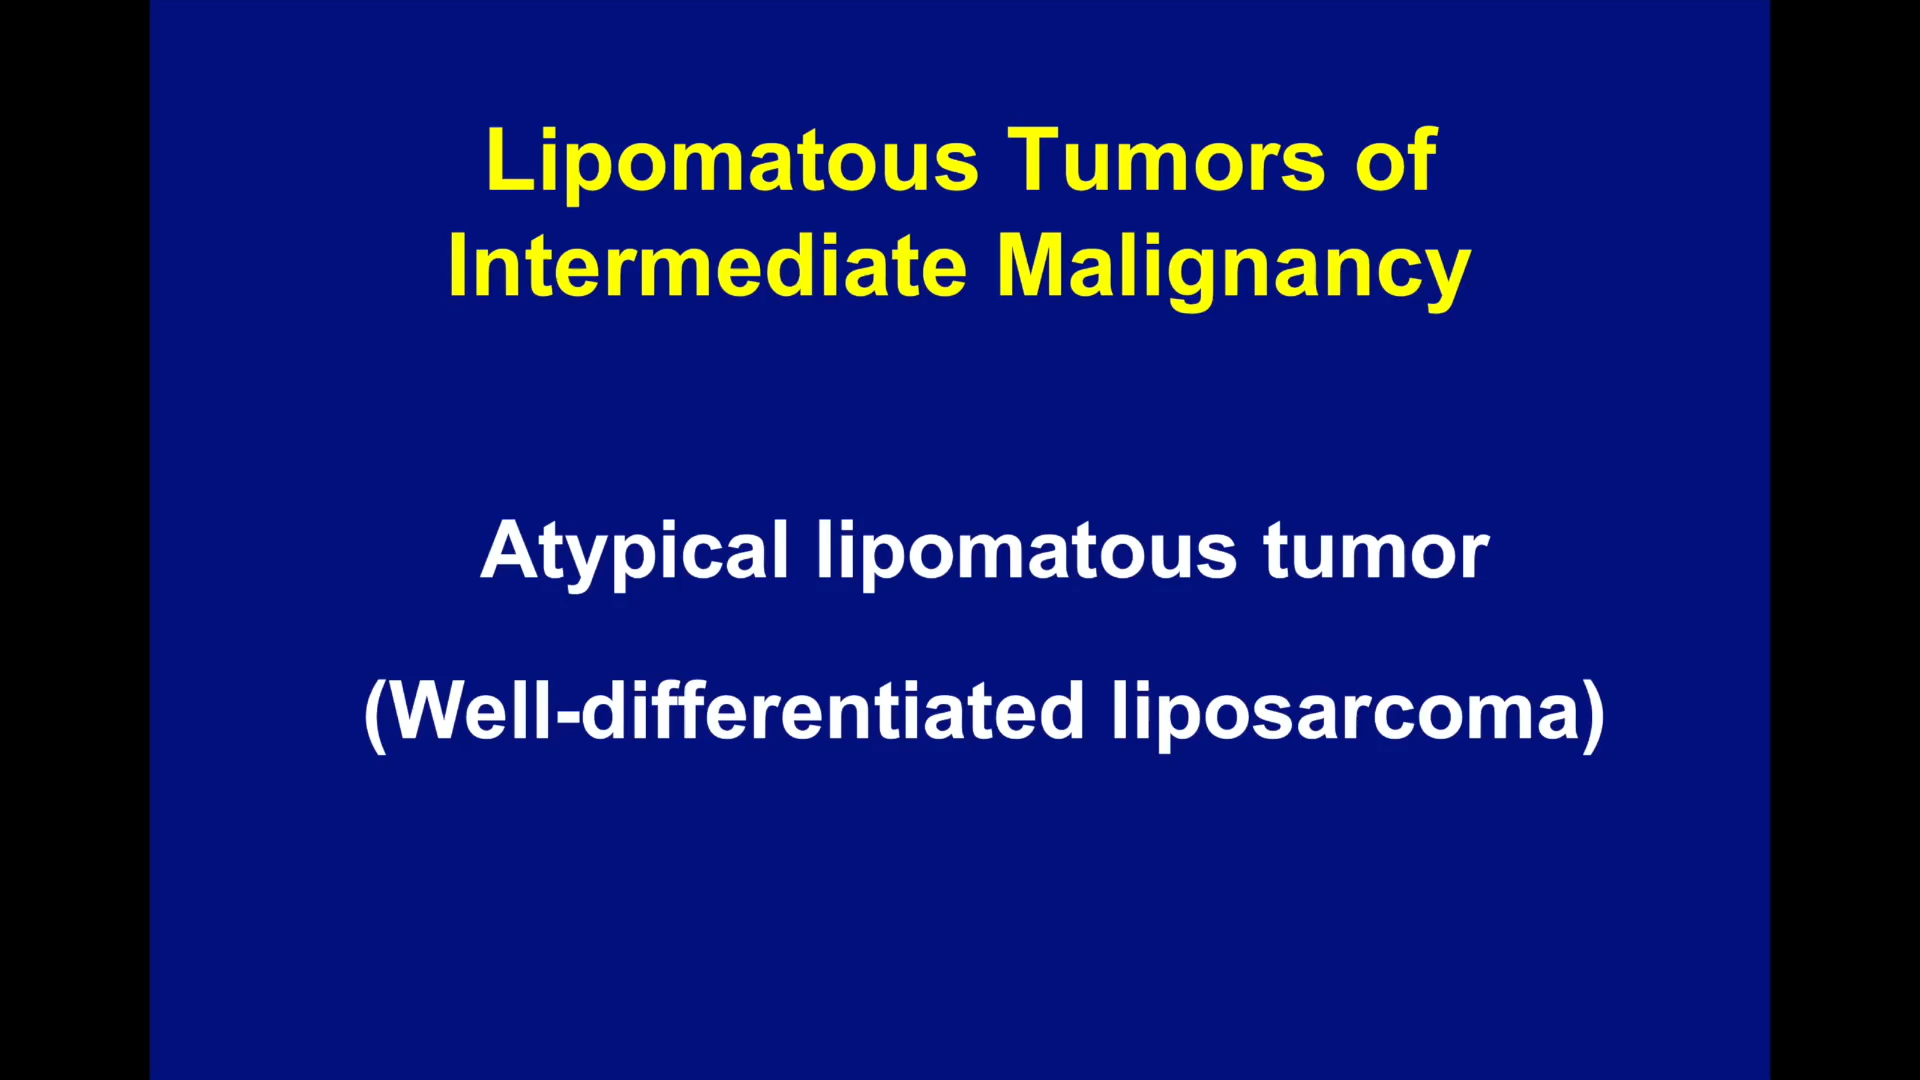 Lipomatous Tumors of
Intermediate Malignancy
Atypical lipomatous tumor
(Well-differentiated liposarcoma)